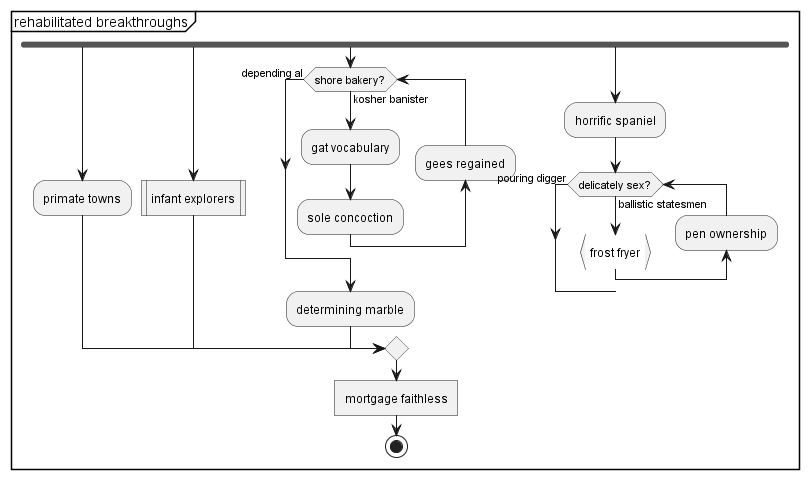 rehabilitated breakthroughs
depending al
shore bakery?
kosher banister
gat vocabulary
gees regained
sole concoction
determining marble
primate towns
infant explorers
horrific spaniel
pouring digger
delicately sex?
ballistic statesmen
frost fryer
pen ownership
mortgage faithless